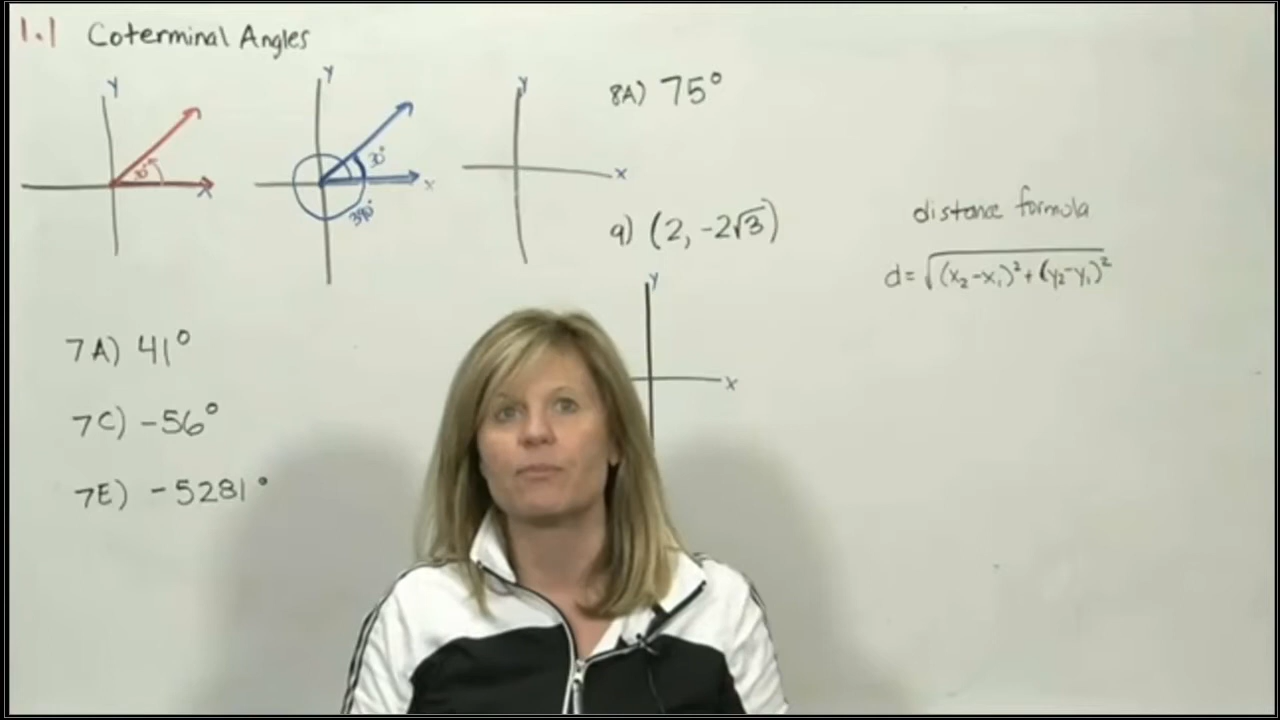 1.1 Coterminal Angles
y
30°
x
y
30°
390°
x
y
x
8A) 75°
9) (2, -2√3)
y
x
distance formula
d = √(x₂-x₁)² + (y₂-y₁)²
7A) 41°
7C) -56°
7E) -5281°